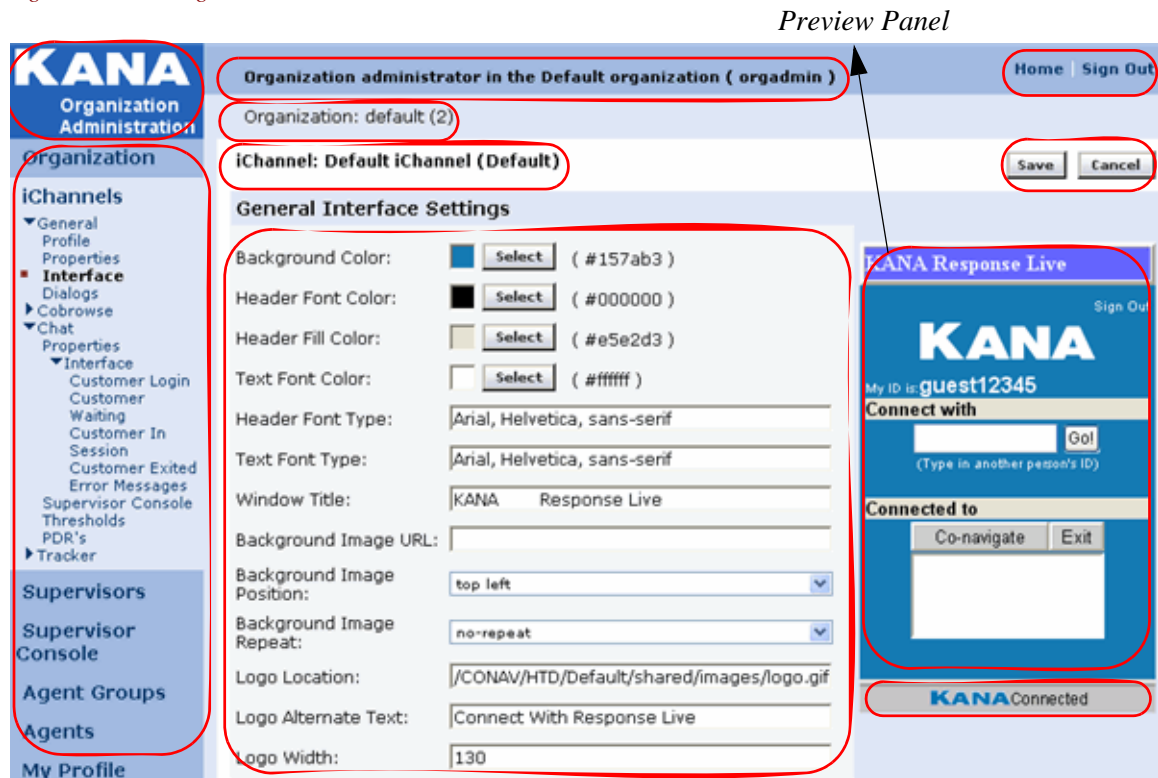 Preview Panel
KANA
Organization
Administration
Organization administrator in the Default organization ( orgadmin )
Home | Sign Out
Organization: default (2)
iChannel: Default iChannel (Default)
Save
Cancel
Organization
iChannels
General
Profile
Properties
Interface
Dialogs
Cobrowse
Chat
Properties
Interface
Customer Login
Customer
Waiting
Customer In
Session
Customer Exited
Error Messages
Supervisor Console
Thresholds
PDR's
Tracker
Supervisors
Supervisor
Console
Agent Groups
Agents
My Profile
General Interface Settings
Background Color: Select ( #157ab3 )
Header Font Color: Select ( #000000 )
Header Fill Color: Select ( #e5e2d3 )
Text Font Color: Select ( #ffffff )
Header Font Type: Arial, Helvetica, sans-serif
Text Font Type: Arial, Helvetica, sans-serif
Window Title: KANA Response Live
Background Image URL:
Background Image
Position: top left
Background Image
Repeat: no-repeat
Logo Location: /CONAV/HTD/Default/shared/images/logo.gif
Logo Alternate Text: Connect With Response Live
Logo Width: 130
KANA Response Live
Sign Out
KANA
My ID is: guest12345
Connect with
Go!
(Type in another person's ID)
Connected to
Co-navigate Exit
KANA Connected